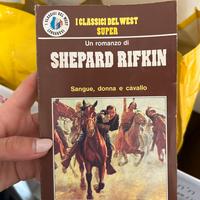 I CLASSICI DEL WEST
SUPER
Un romanzo di
SHEPARD RIFKIN
Sangue, donna e cavallo